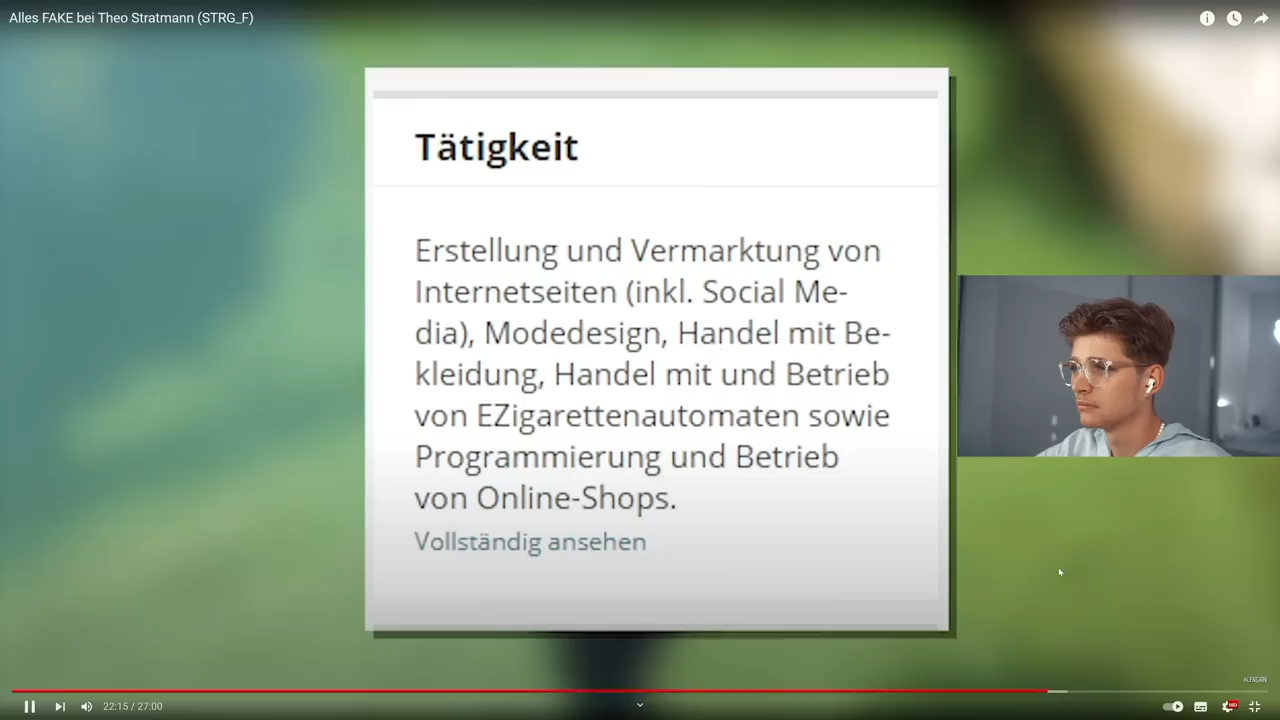 Alles FAKE bei Theo Stratmann (STRG_F)
Tätigkeit
Erstellung und Vermarktung von
Internetseiten (inkl. Social Me-
dia), Modedesign, Handel mit Be-
kleidung, Handel mit und Betrieb
von EZigarettenautomaten sowie
Programmierung und Betrieb
von Online-Shops.
Vollständig ansehen
22:15 / 27:00
HD